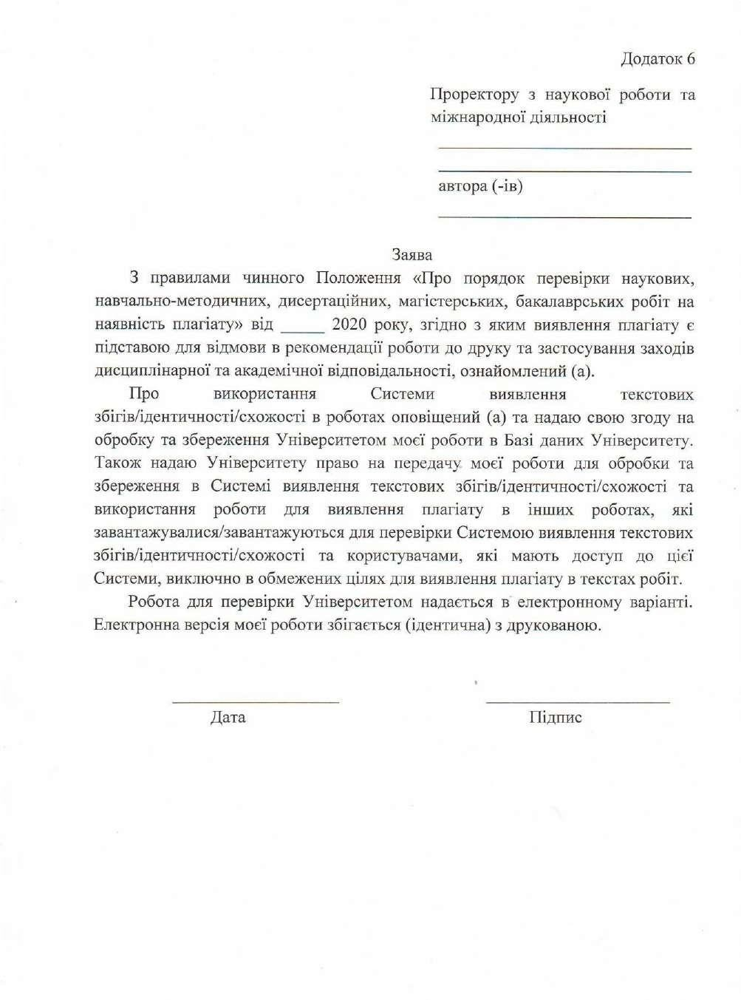 Додаток 6
Проректору з наукової роботи та
міжнародної діяльності
автора (-ів)
Заява
З правилами чинного Положення «Про порядок перевірки наукових,
навчально-методичних, дисертаційних, магістерських, бакалаврських робіт на
наявність плагіату» від _____ 2020 року, згідно з яким виявлення плагіату є
підставою для відмови в рекомендації роботи до друку та застосування заходів
дисциплінарної та академічної відповідальності, ознайомлений (а).
Про використання Системи виявлення текстових
збігів/ідентичності/схожості в роботах оповіщений (а) та надаю свою згоду на
обробку та збереження Університетом моєї роботи в Базі даних Університету.
Також надаю Університету право на передачу моєї роботи для обробки та
збереження в Системі виявлення текстових збігів/ідентичності/схожості та
використання роботи для виявлення плагіату в інших роботах, які
завантажувалися/завантажуються для перевірки Системою виявлення текстових
збігів/ідентичності/схожості та користувачами, які мають доступ до цієї
Системи, виключно в обмежених цілях для виявлення плагіату в текстах робіт.
Робота для перевірки Університетом надається в електронному варіанті.
Електронна версія моєї роботи збігається (ідентична) з друкованою.
Дата Підпис